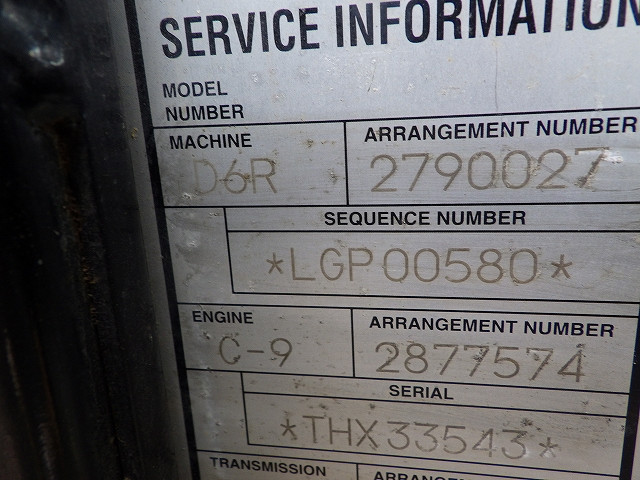 SERVICE INFORMATION
MODEL
NUMBER
MACHINE
ARRANGEMENT NUMBER
D6R
2790027
SEQUENCE NUMBER
*LGP00580*
ENGINE
ARRANGEMENT NUMBER
C-9
2877574
SERIAL
*THX33543*
TRANSMISSION